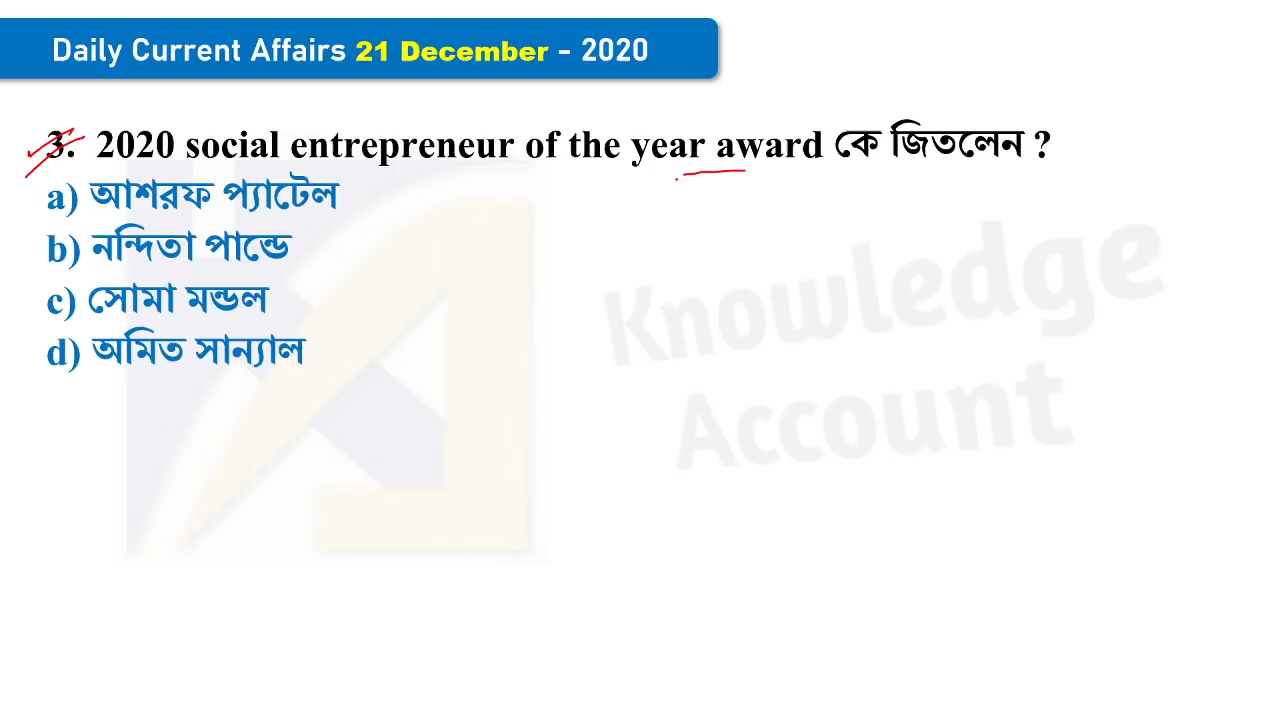 Daily Current Affairs 21 December - 2020
3. 2020 social entrepreneur of the year award কে জিতলেন ?
a) আশরফ প্যাটেল
b) নন্দিতা পান্ডে
c) সোমা মন্ডল
d) অমিত সান্যাল
Knowledge
Account